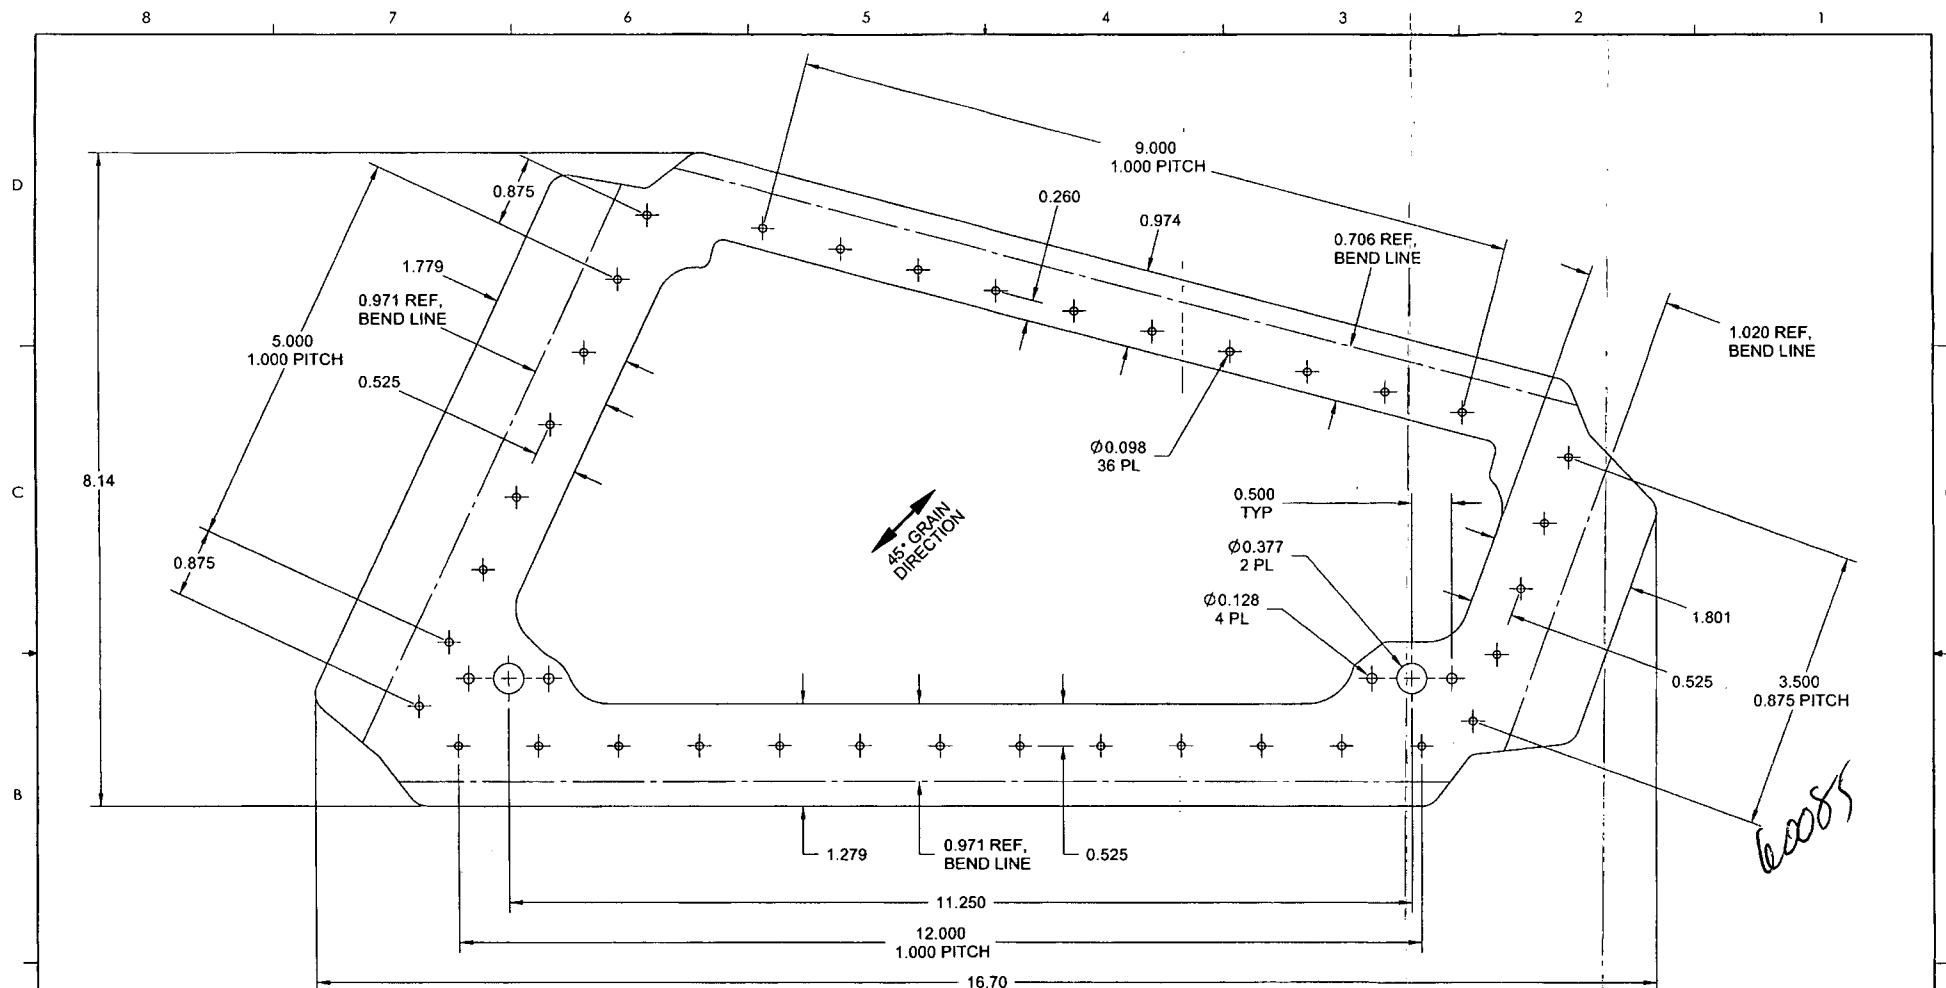 8 7 6 5 4 3 2 1
D
C
B
9.000
1.000 PITCH
0.875
0.260
0.974
0.706 REF,
BEND LINE
1.779
0.971 REF,
BEND LINE
1.020 REF,
BEND LINE
5.000
1.000 PITCH
0.525
Ø0.098
36 PL
8.14
0.500
TYP
45° GRAIN
DIRECTION
Ø0.377
2 PL
0.875
Ø0.128
4 PL
1.801
0.525
3.500
0.875 PITCH
1.279
0.971 REF,
BEND LINE
0.525
60085
11.250
12.000
1.000 PITCH
16.70